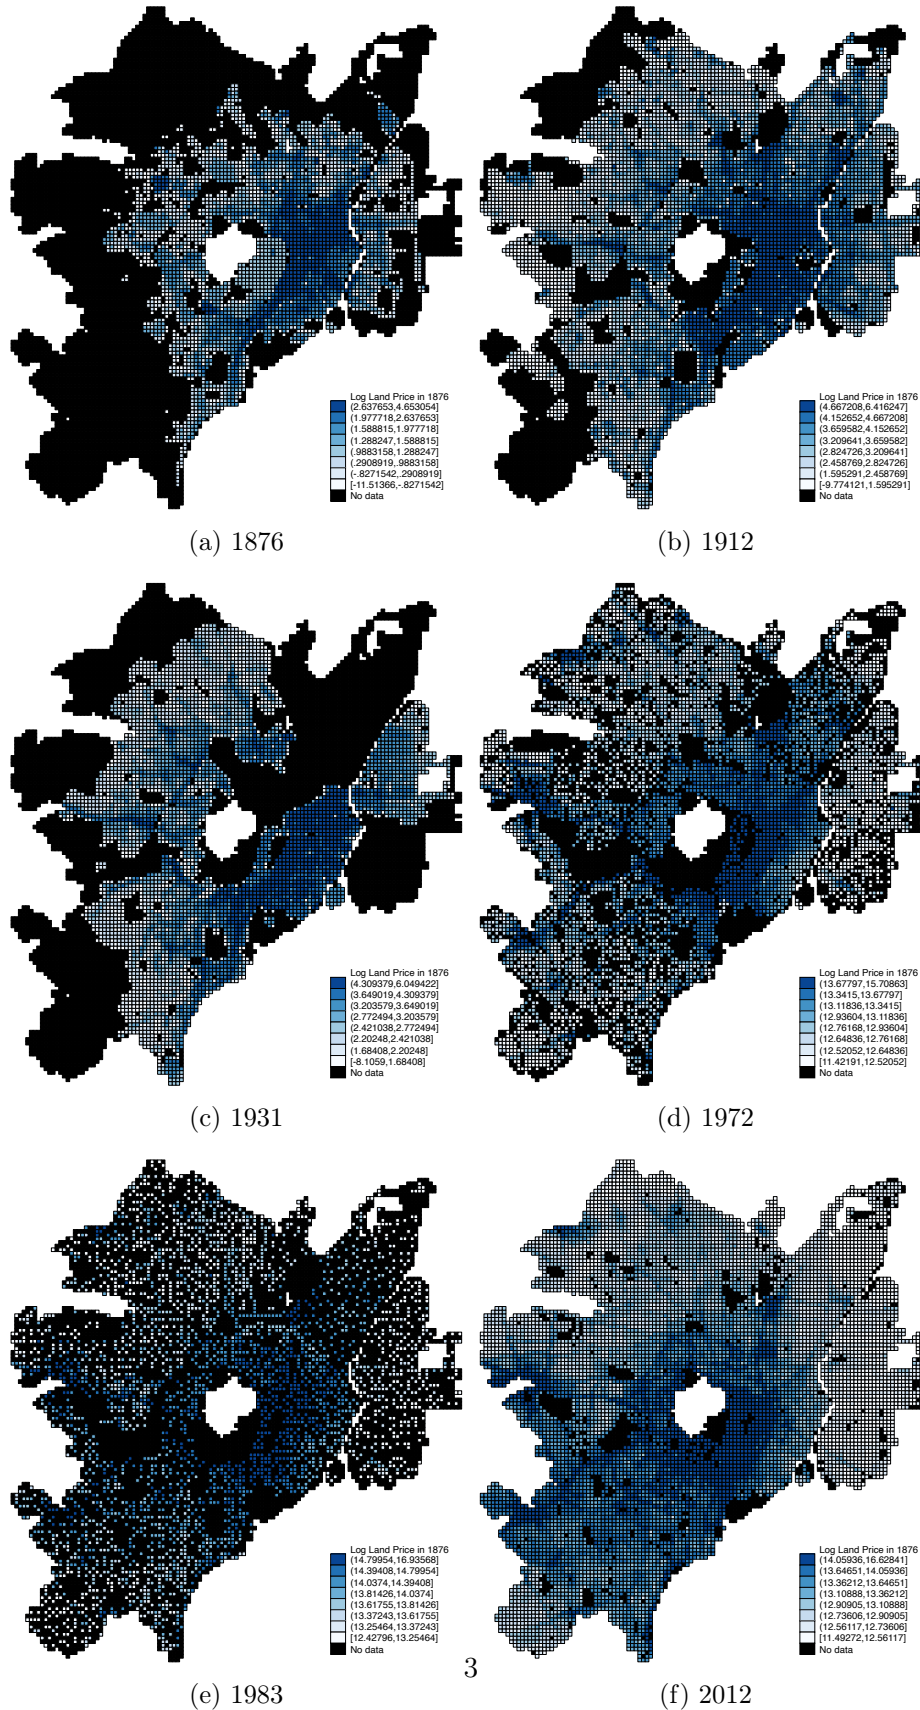 Log Land Price in 1876
(2.637653,4.653054]
(1.977718,2.637653]
(1.588815,1.977718]
(1.288247,1.588815]
(.9883158,1.288247]
(.2908919,.9883158]
(-.8271542,.2908919]
[-11.51366,-.8271542]
No data
(a) 1876
Log Land Price in 1876
(4.667208,6.416247]
(4.152652,4.667208]
(3.659582,4.152652]
(3.209641,3.659582]
(2.824726,3.209641]
(2.458769,2.824726]
(1.595291,2.458769]
[-9.774121,1.595291]
No data
(b) 1912
Log Land Price in 1876
(4.309379,6.049422]
(3.649019,4.309379]
(3.203579,3.649019]
(2.772494,3.203579]
(2.421038,2.772494]
(2.20248,2.421038]
(1.68408,2.20248]
[-8.1059,1.68408]
No data
(c) 1931
Log Land Price in 1876
(13.67797,15.70863]
(13.3415,13.67797]
(13.11836,13.3415]
(12.93604,13.11836]
(12.76168,12.93604]
(12.64836,12.76168]
(12.52052,12.64836]
[11.42191,12.52052]
No data
(d) 1972
Log Land Price in 1876
(14.79954,16.93568]
(14.39408,14.79954]
(14.0374,14.39408]
(13.81426,14.0374]
(13.61755,13.81426]
(13.37243,13.61755]
(13.25464,13.37243]
[12.42796,13.25464]
No data
(e) 1983
Log Land Price in 1876
(14.05936,16.62841]
(13.64651,14.05936]
(13.36212,13.64651]
(13.10888,13.36212]
(12.90905,13.10888]
(12.73606,12.90905]
(12.56117,12.73606]
[11.49272,12.56117]
No data
(f) 2012
3